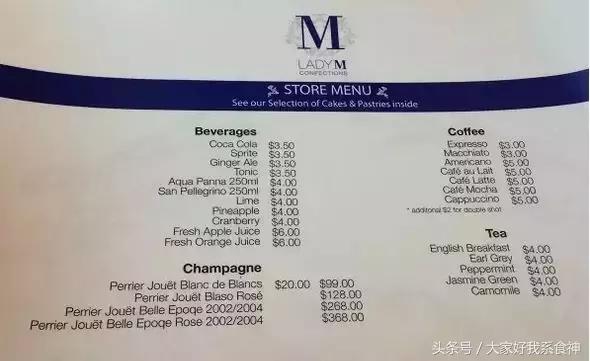 M
LADY M
CONFECTIONS
STORE MENU
See our Selection of Cakes & Pastries inside
Beverages
Coca Cola $3.50
Sprite $3.50
Ginger Ale $3.50
Tonic $3.50
Aqua Panna 250ml $4.00
San Pellegrino 250ml $4.00
Lime $4.00
Pineapple $4.00
Cranberry $4.00
Fresh Apple Juice $6.00
Fresh Orange Juice $6.00
Champagne
Perrier Jouët Blanc de Blancs $20.00 $99.00
Perrier Jouët Blaso Rosé $128.00
Perrier Jouët Belle Epoqe 2002/2004 $268.00
Perrier Jouët Belle Epoqe Rose 2002/2004 $368.00
Coffee
Expresso $3.00
Macchiato $3.00
Americano $5.00
Café au Lait $5.00
Café Latte $5.00
Café Mocha $5.00
Cappuccino $5.00
* additonal $2 for double shot
Tea
English Breakfast $4.00
Earl Grey $4.00
Peppermint $4.00
Jasmine Green $4.00
Camomile $4.00
头条号 / 大家好我系食神